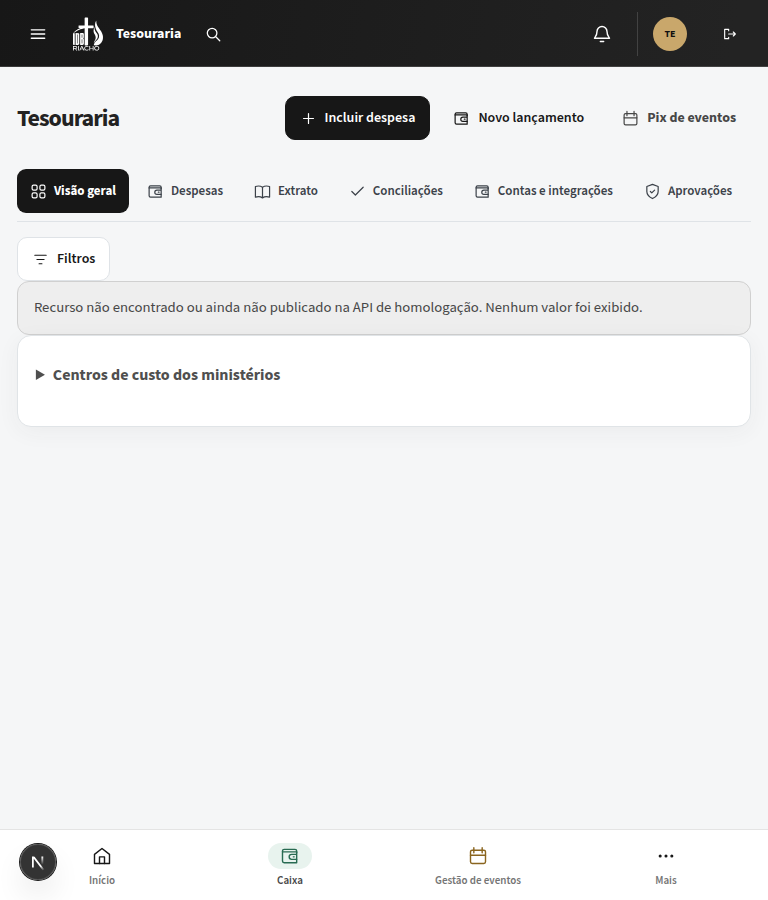 IOB
RIACHO
Tesouraria
TE
Tesouraria
Incluir despesa
Novo lançamento
Pix de eventos
Visão geral
Despesas
Extrato
Conciliações
Contas e integrações
Aprovações
Filtros
Recurso não encontrado ou ainda não publicado na API de homologação. Nenhum valor foi exibido.
Centros de custo dos ministérios
N
Início
Caixa
Gestão de eventos
Mais